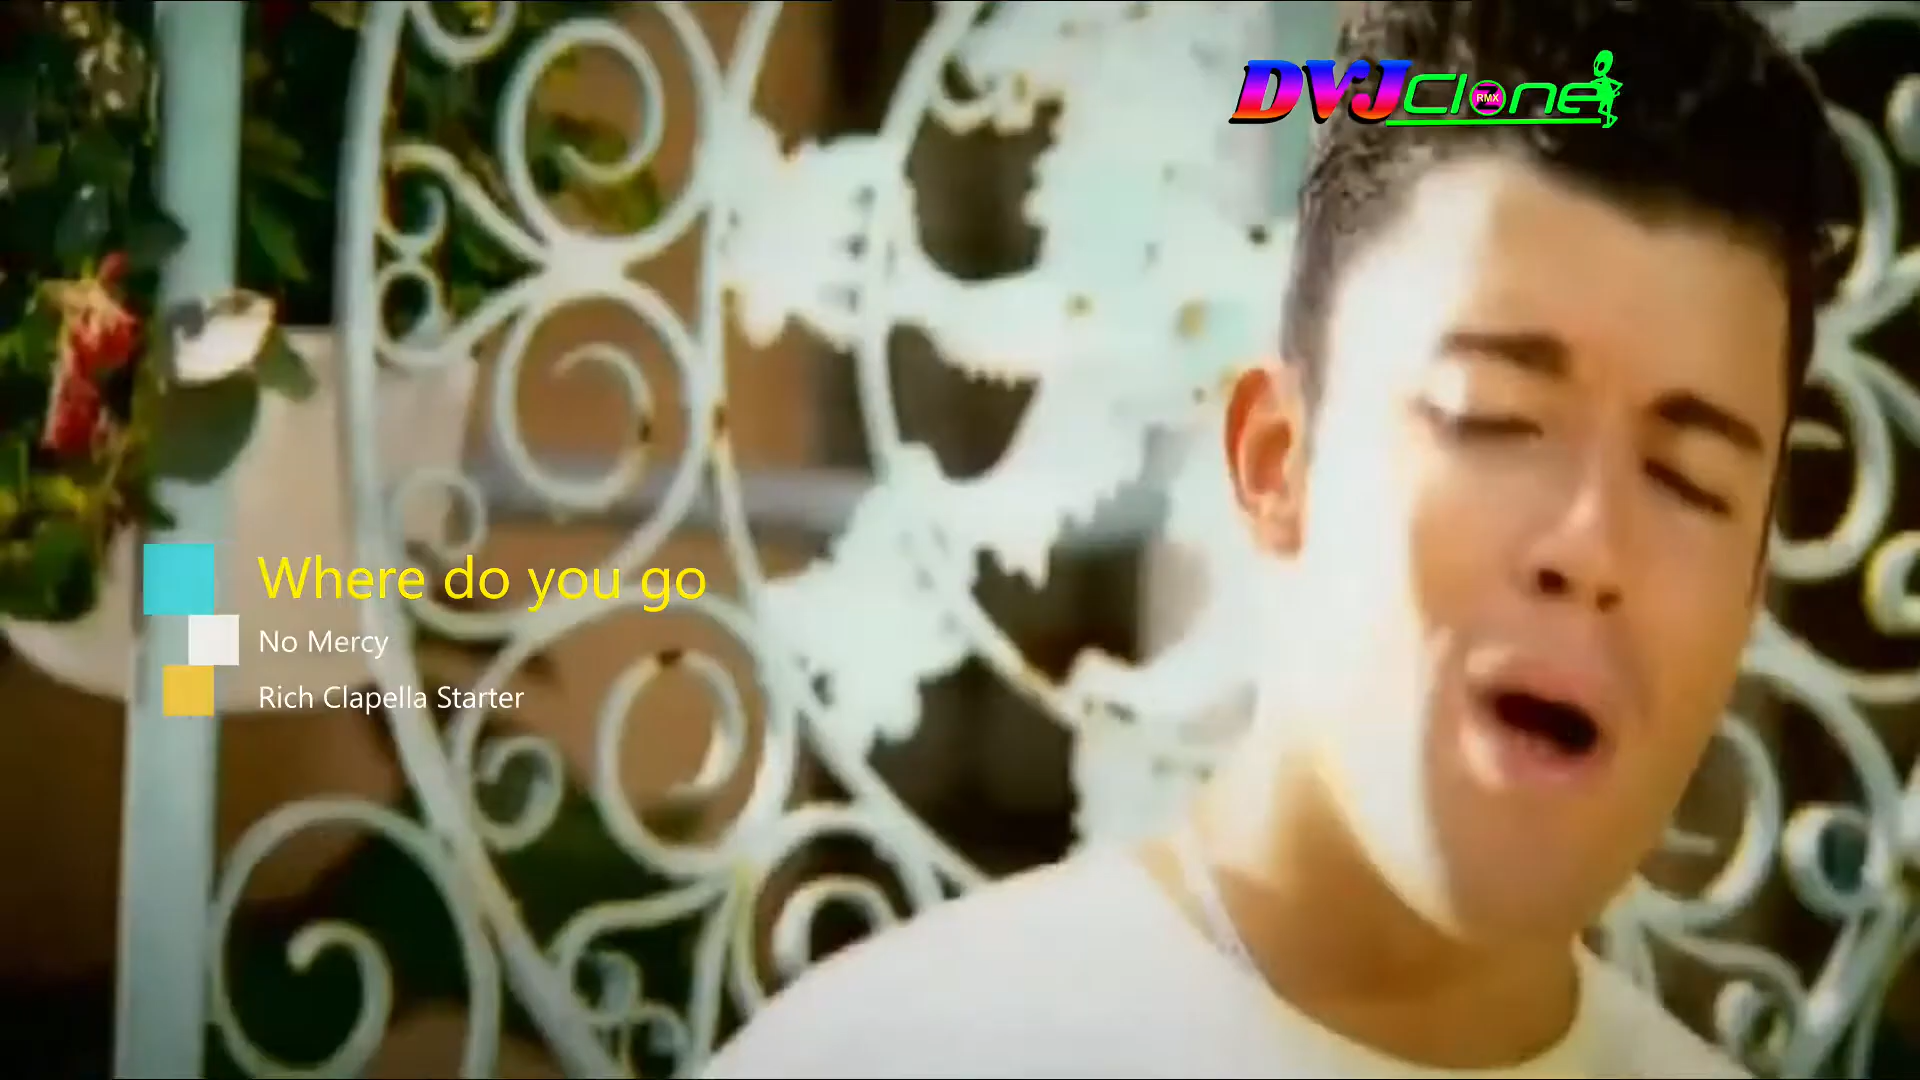 DVJ Clone
RMX
Where do you go
No Mercy
Rich Clapella Starter